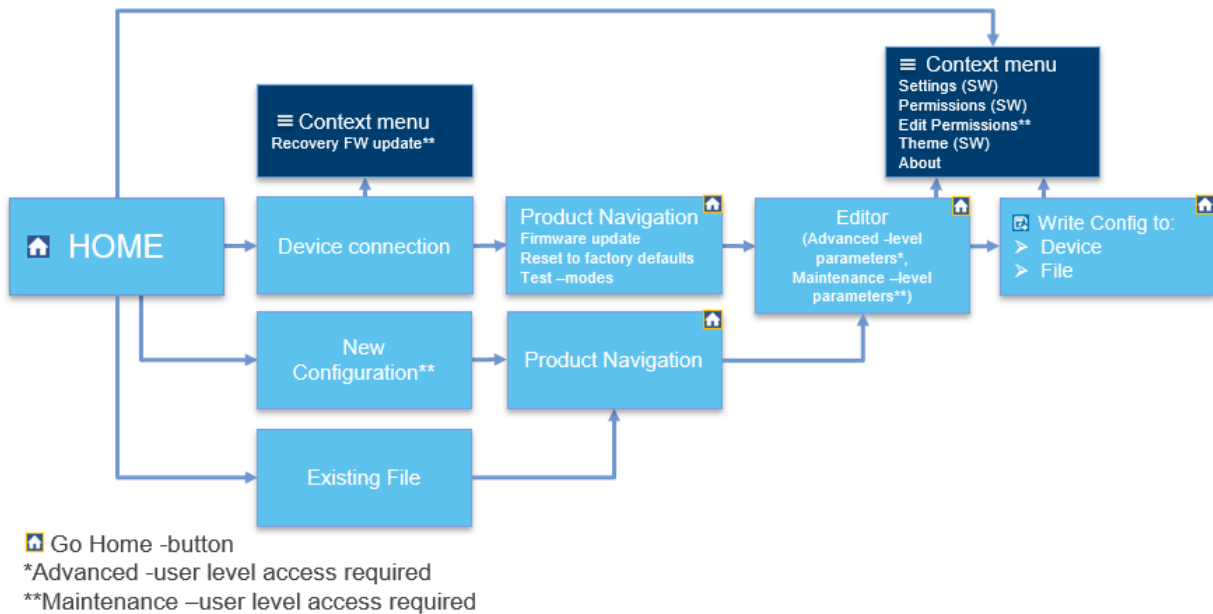 Context menu
Settings (SW)
Permissions (SW)
Edit Permissions**
Theme (SW)
About
Context menu
Recovery FW update**
HOME
Device connection
Product Navigation
Firmware update
Reset to factory defaults
Test –modes
Editor
(Advanced -level
parameters*,
Maintenance –level
parameters**)
Write Config to:
Device
File
New
Configuration**
Product Navigation
Existing File
Go Home -button
*Advanced -user level access required
**Maintenance –user level access required